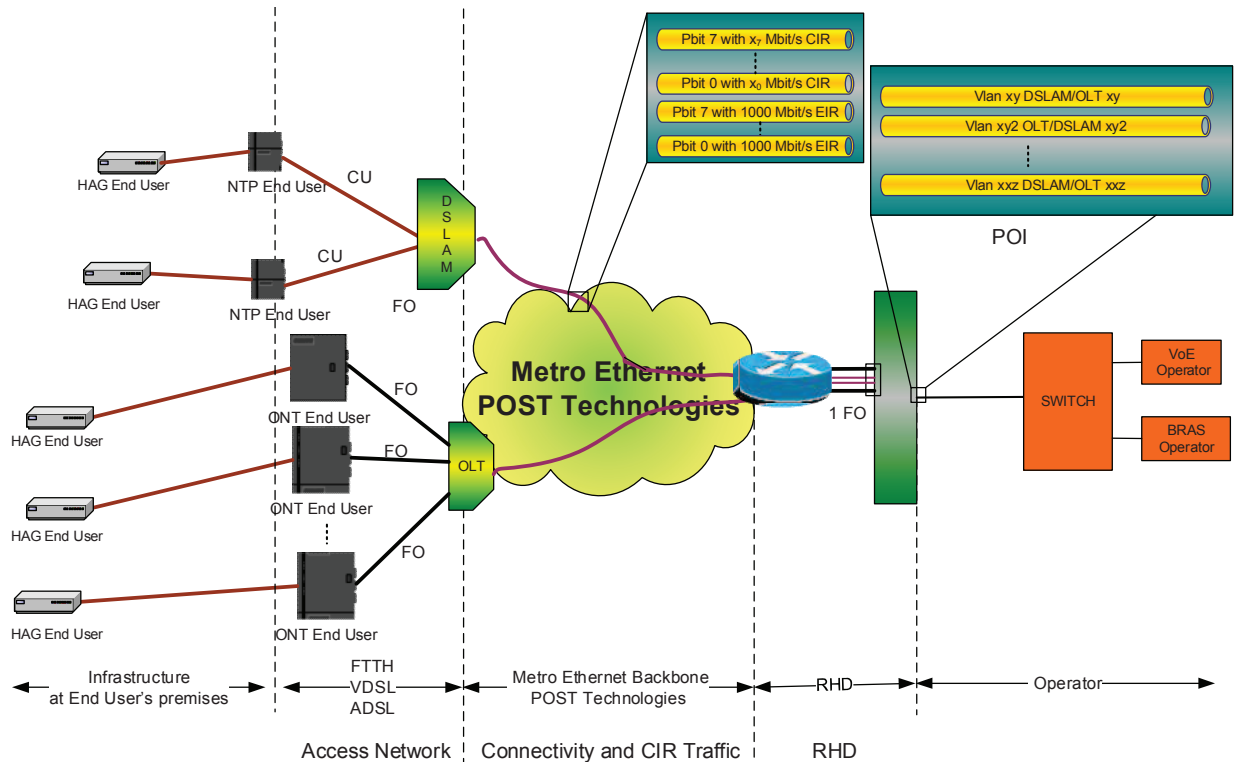 Pbit 7 with x7 Mbit/s CIR
Pbit 0 with x0 Mbit/s CIR
Pbit 7 with 1000 Mbit/s EIR
Pbit 0 with 1000 Mbit/s EIR
Vlan xy DSLAM/OLT xy
Vlan xy2 OLT/DSLAM xy2
Vlan xxz DSLAM/OLT xxz
POI
HAG End User
NTP End User
CU
DSLAM
HAG End User
NTP End User
CU
FO
Metro Ethernet
POST Technologies
1 FO
SWITCH
VoE
Operator
BRAS
Operator
HAG End User
ONT End User
FO
HAG End User
ONT End User
FO
OLT
HAG End User
ONT End User
FO
Infrastructure
at End User's premises
FTTH
VDSL
ADSL
Metro Ethernet Backbone
POST Technologies
RHD
Operator
Access Network
Connectivity and CIR Traffic
RHD